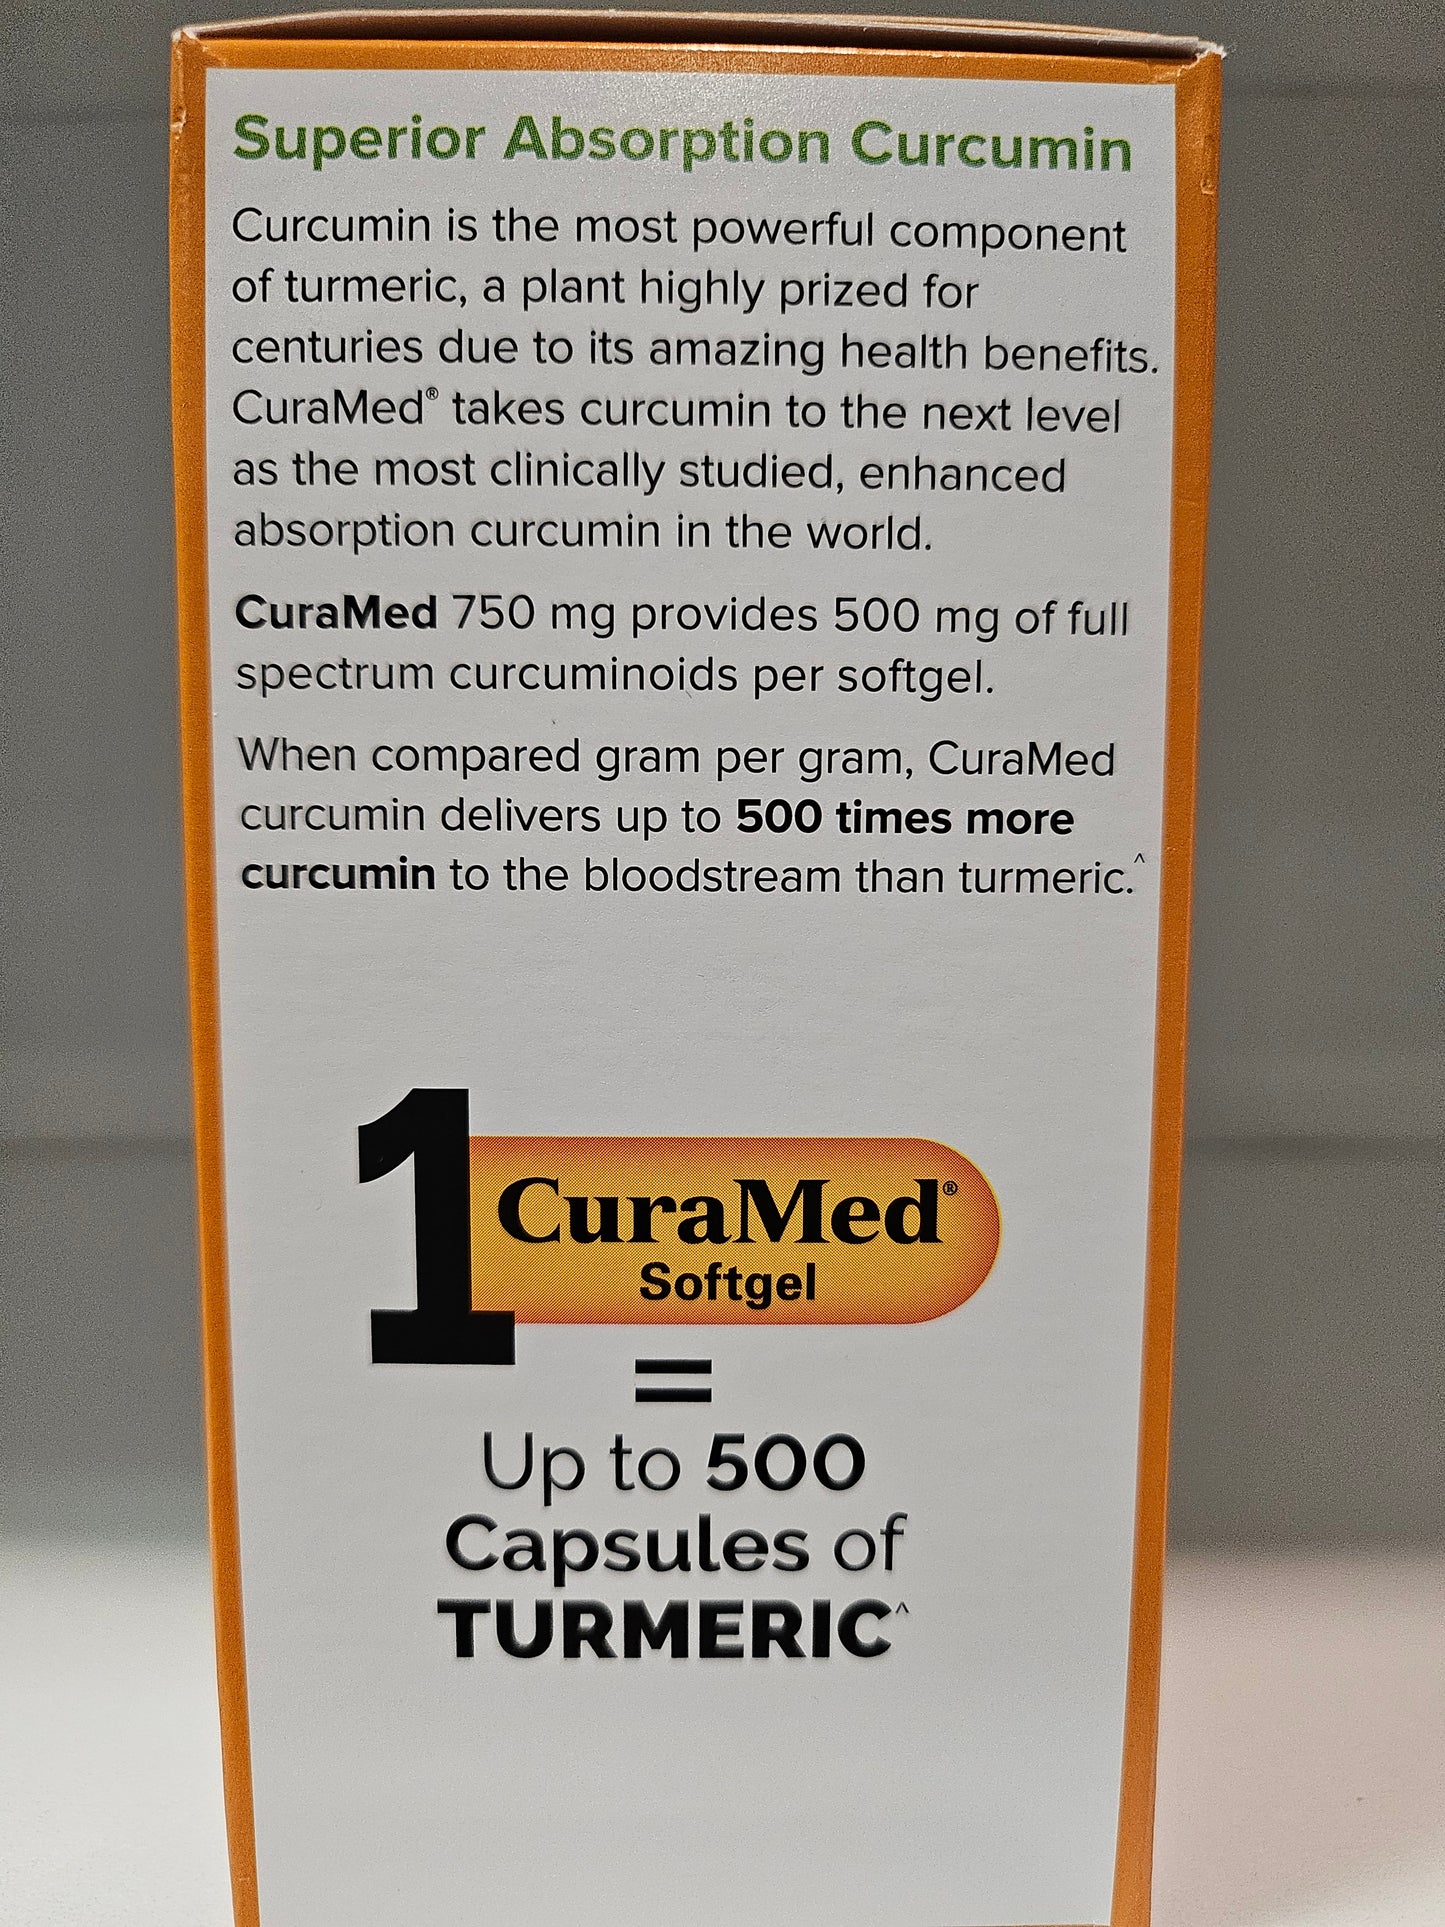 Superior Absorption Curcumin
Curcumin is the most powerful component
of turmeric, a plant highly prized for
centuries due to its amazing health benefits.
CuraMed® takes curcumin to the next level
as the most clinically studied, enhanced
absorption curcumin in the world.
CuraMed 750 mg provides 500 mg of full
spectrum curcuminoids per softgel.
When compared gram per gram, CuraMed
curcumin delivers up to 500 times more
curcumin to the bloodstream than turmeric.^
1 CuraMed®
Softgel
=
Up to 500
Capsules of
TURMERIC^